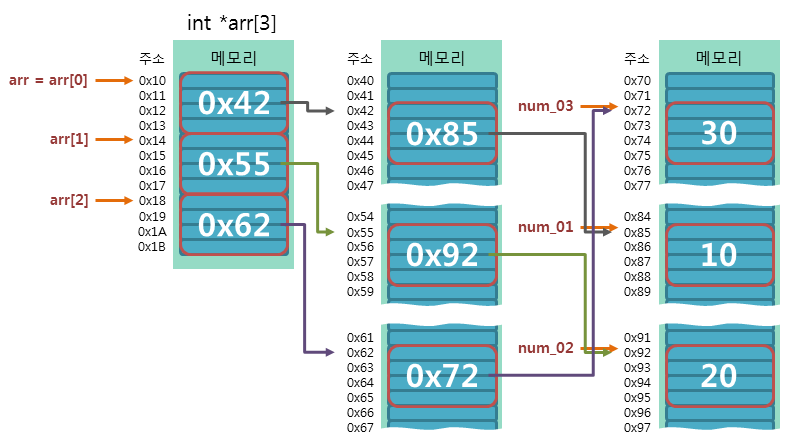 int *arr[3]
주소
메모리
arr = arr[0]
0x10
0x11
0x12
0x13
0x42
arr[1]
0x14
0x15
0x16
0x17
0x55
arr[2]
0x18
0x19
0x1A
0x1B
0x62
주소
메모리
0x40
0x41
0x42
0x43
0x44
0x45
0x46
0x47
0x85
0x54
0x55
0x56
0x57
0x58
0x59
0x92
0x61
0x62
0x63
0x64
0x65
0x66
0x67
0x72
주소
메모리
num_03
0x70
0x71
0x72
0x73
0x74
0x75
0x76
0x77
30
num_01
0x84
0x85
0x86
0x87
0x88
0x89
10
num_02
0x91
0x92
0x93
0x94
0x95
0x96
0x97
20